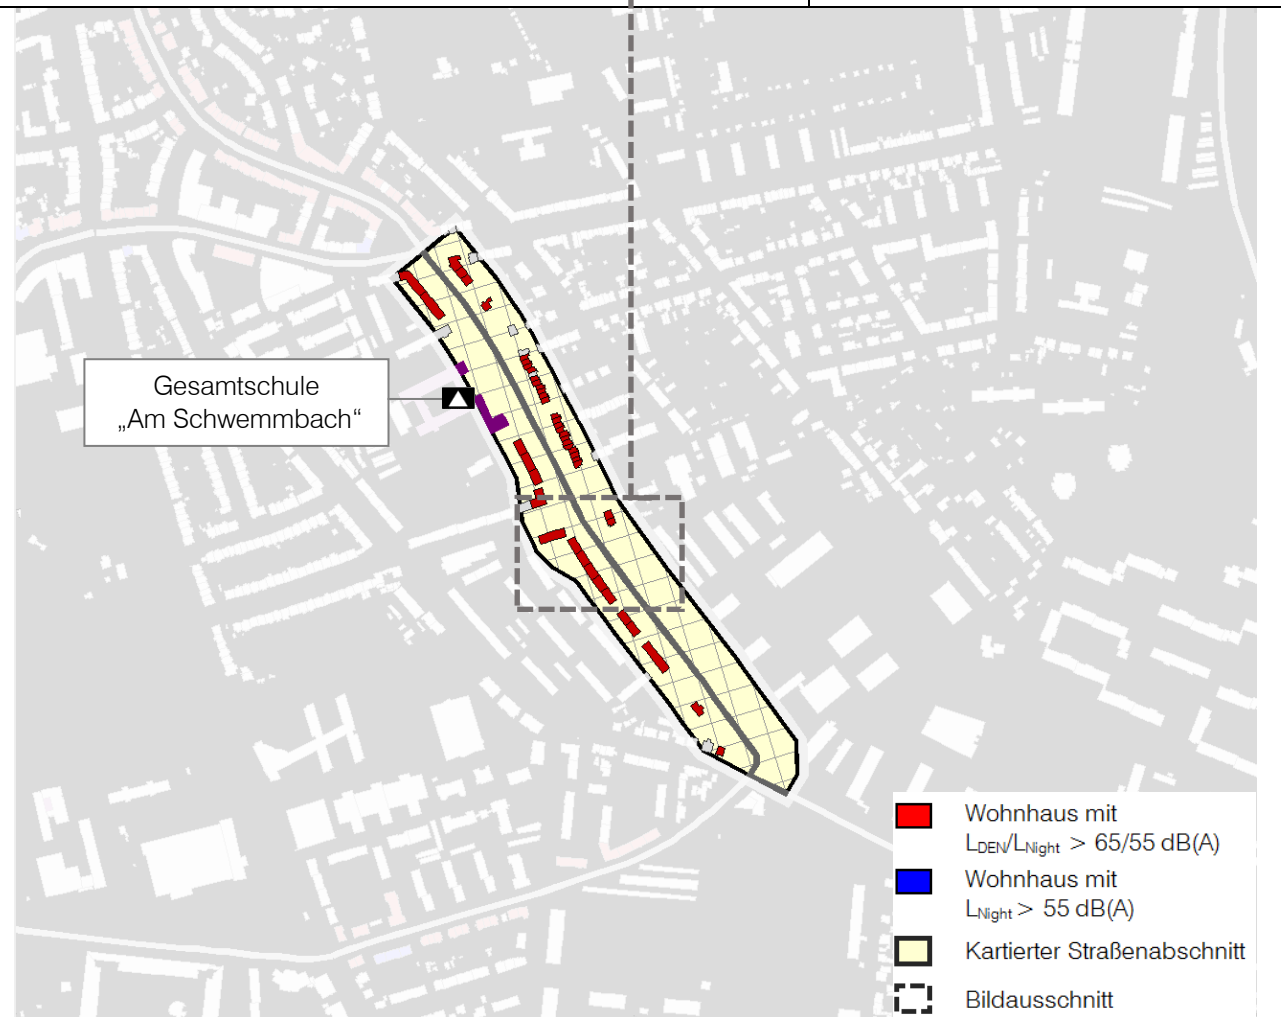 Gesamtschule
„Am Schwemmbach“
Wohnhaus mit
LDEN/LNight > 65/55 dB(A)
Wohnhaus mit
LNight > 55 dB(A)
Kartierter Straßenabschnitt
Bildausschnitt